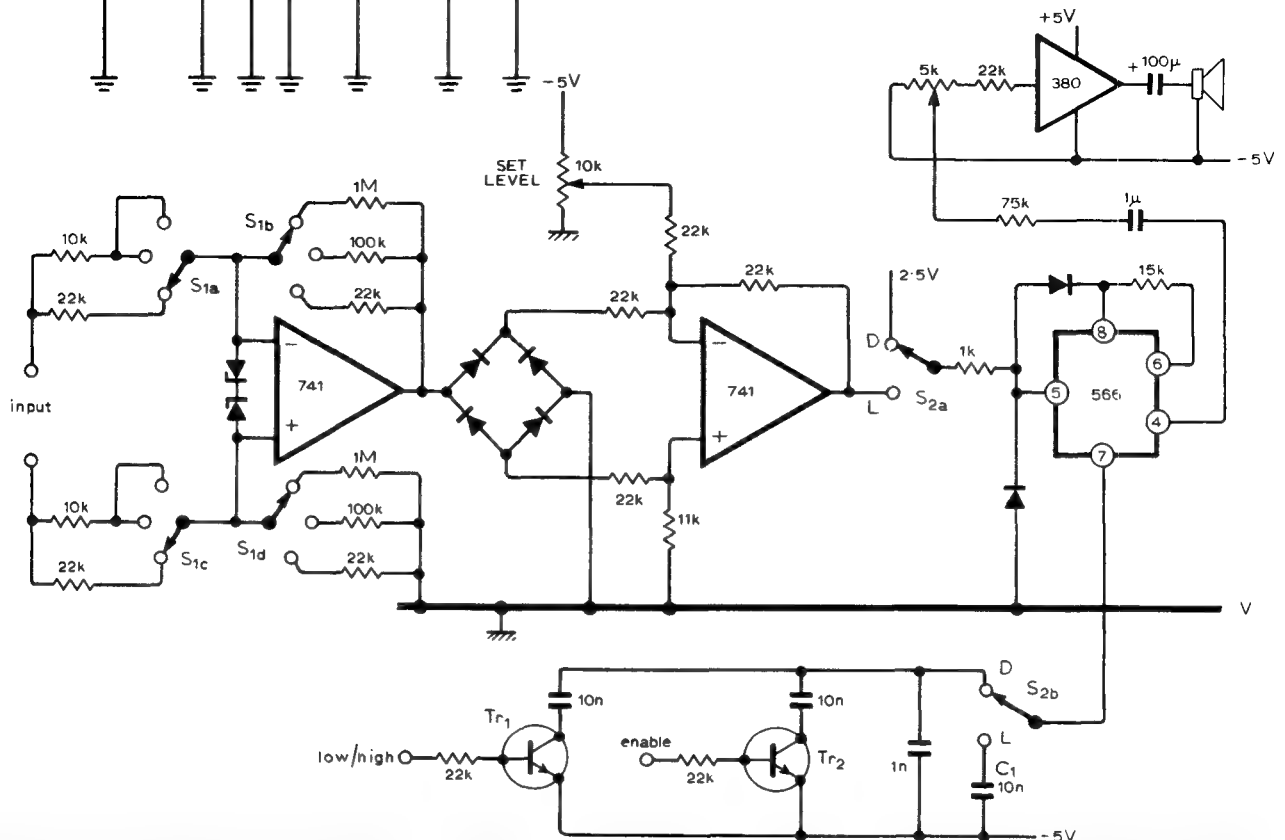 +5V
5k
22k
380
+
100μ
-5V
-5V
SET
LEVEL
10k
75k
1μ
1M
S1b
10k
100k
S1a
22k
22k
22k
22k
22k
2·5V
15k
D
8
1k
6
-
741
-
741
5
566
4
input
L
S2a
+
+
7
1M
22k
10k
100k
S1c
S1d
22k
22k
11k
V
D
S2b
10n
10n
Tr1
low/high
22k
enable
22k
Tr2
1n
L
C1
10n
-5V